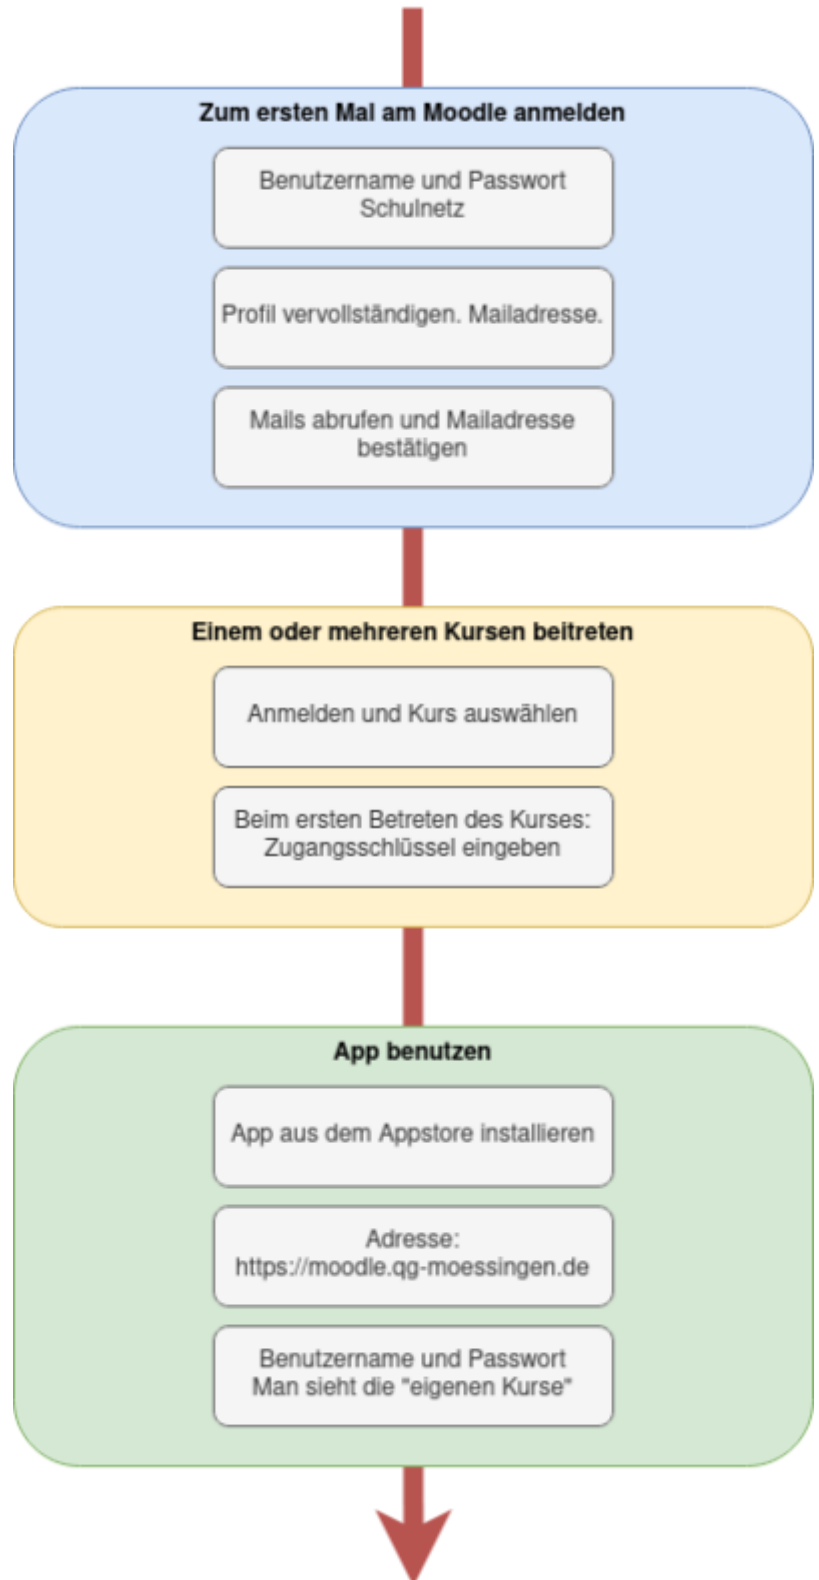 Zum ersten Mal am Moodle anmelden
Benutzername und Passwort
Schulnetz
Profil vervollständigen. Mailadresse.
Mails abrufen und Mailadresse
bestätigen
Einem oder mehreren Kursen beitreten
Anmelden und Kurs auswählen
Beim ersten Betreten des Kurses:
Zugangsschlüssel eingeben
App benutzen
App aus dem Appstore installieren
Adresse:
https://moodle.qg-moessingen.de
Benutzername und Passwort
Man sieht die "eigenen Kurse"